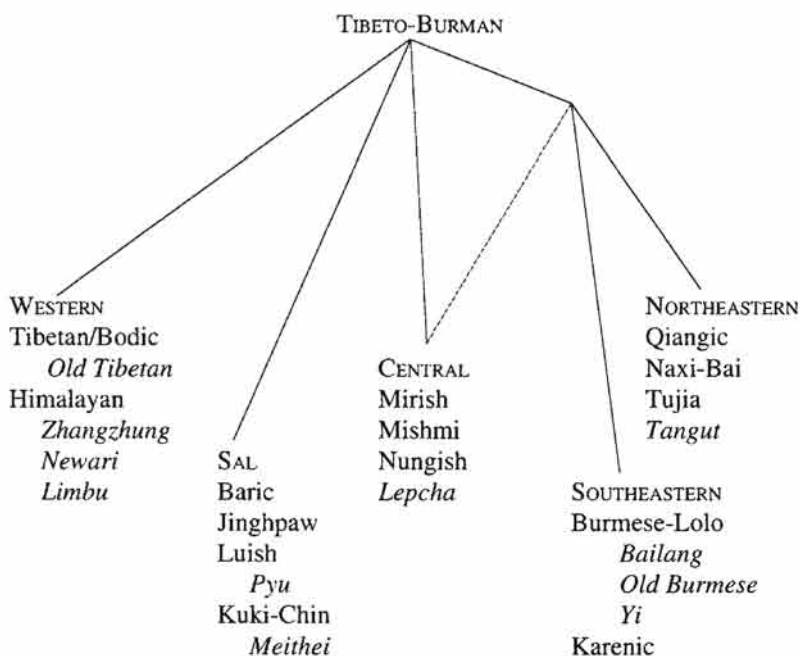 TIBETO-BURMAN
WESTERN
Tibetan/Bodic
Old Tibetan
Himalayan
Zhangzhung
Newari
Limbu
SAL
Baric
Jinghpaw
Luish
Pyu
Kuki-Chin
Meithei
CENTRAL
Mirish
Mishmi
Nungish
Lepcha
SOUTHEASTERN
Burmese-Lolo
Bailang
Old Burmese
Yi
Karenic
NORTHEASTERN
Qiangic
Naxi-Bai
Tujia
Tangut